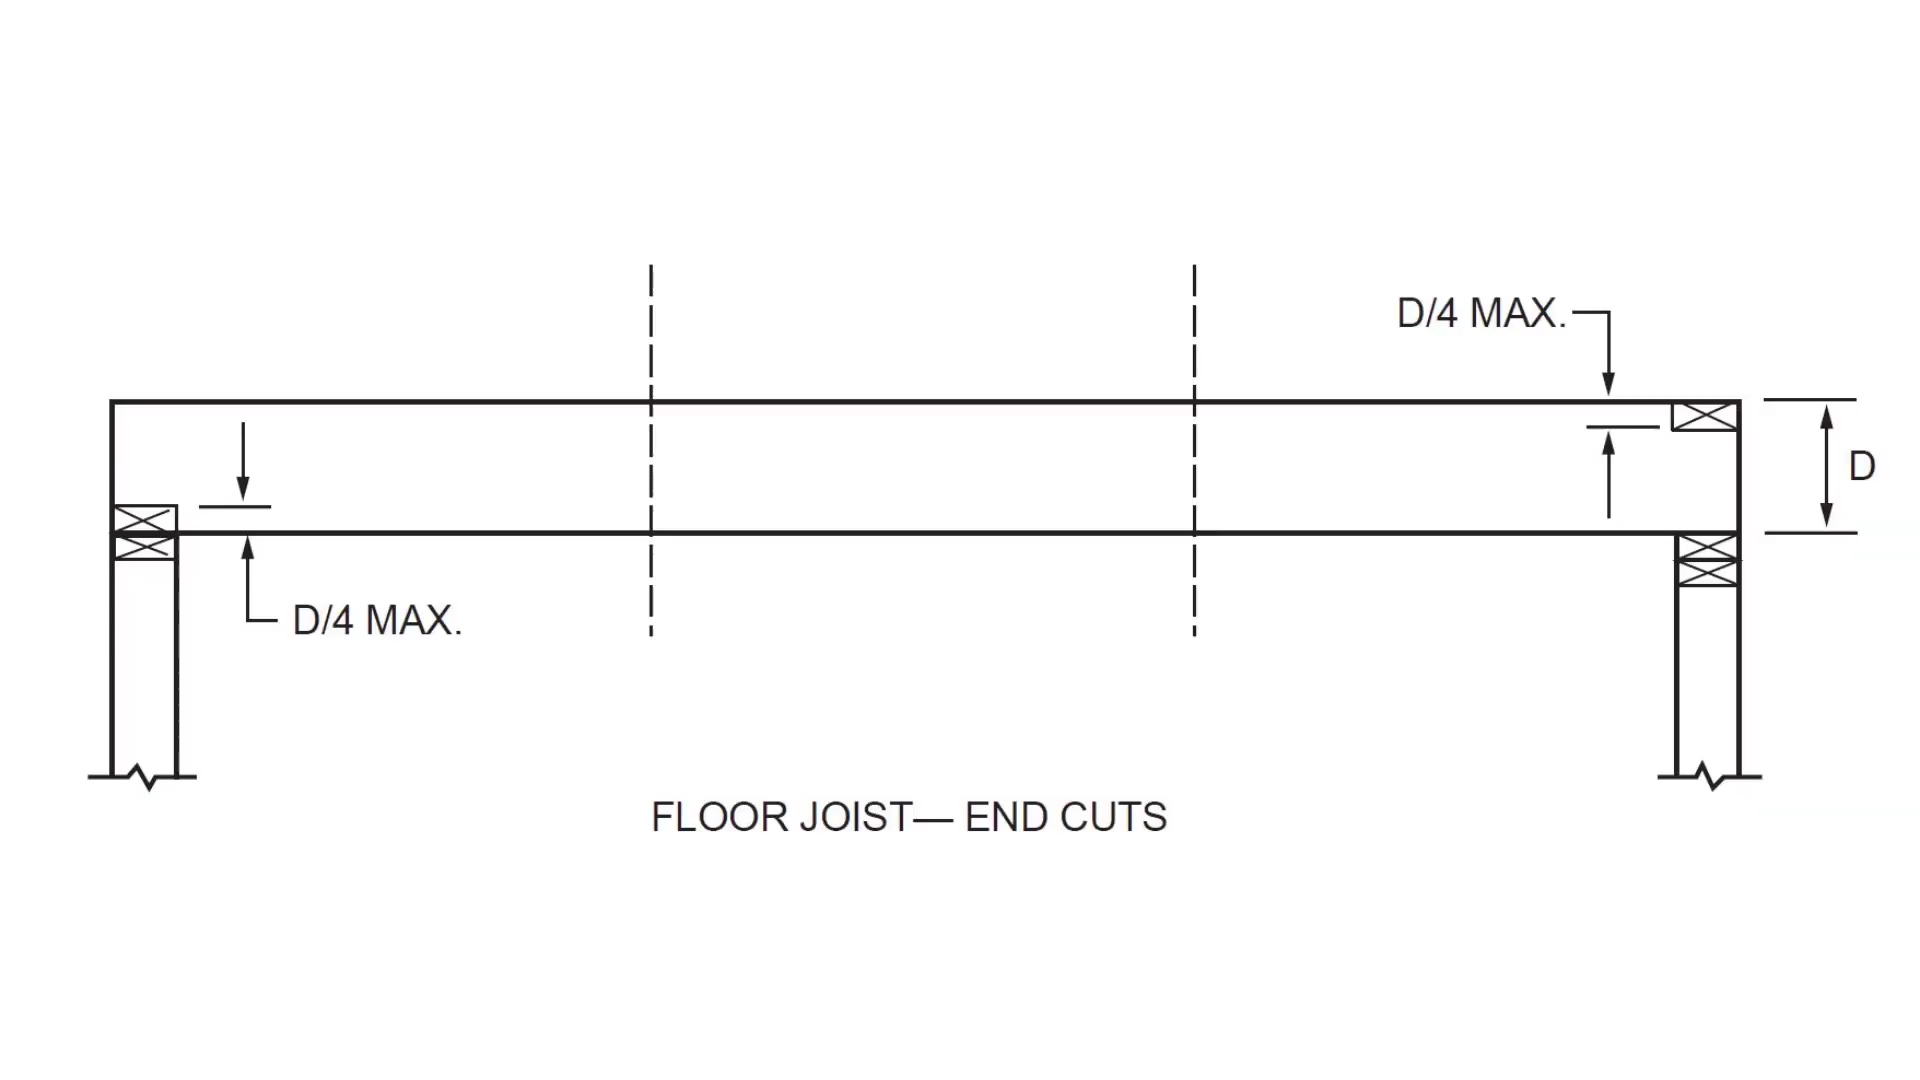 D/4 MAX.
D
D/4 MAX.
FLOOR JOIST— END CUTS